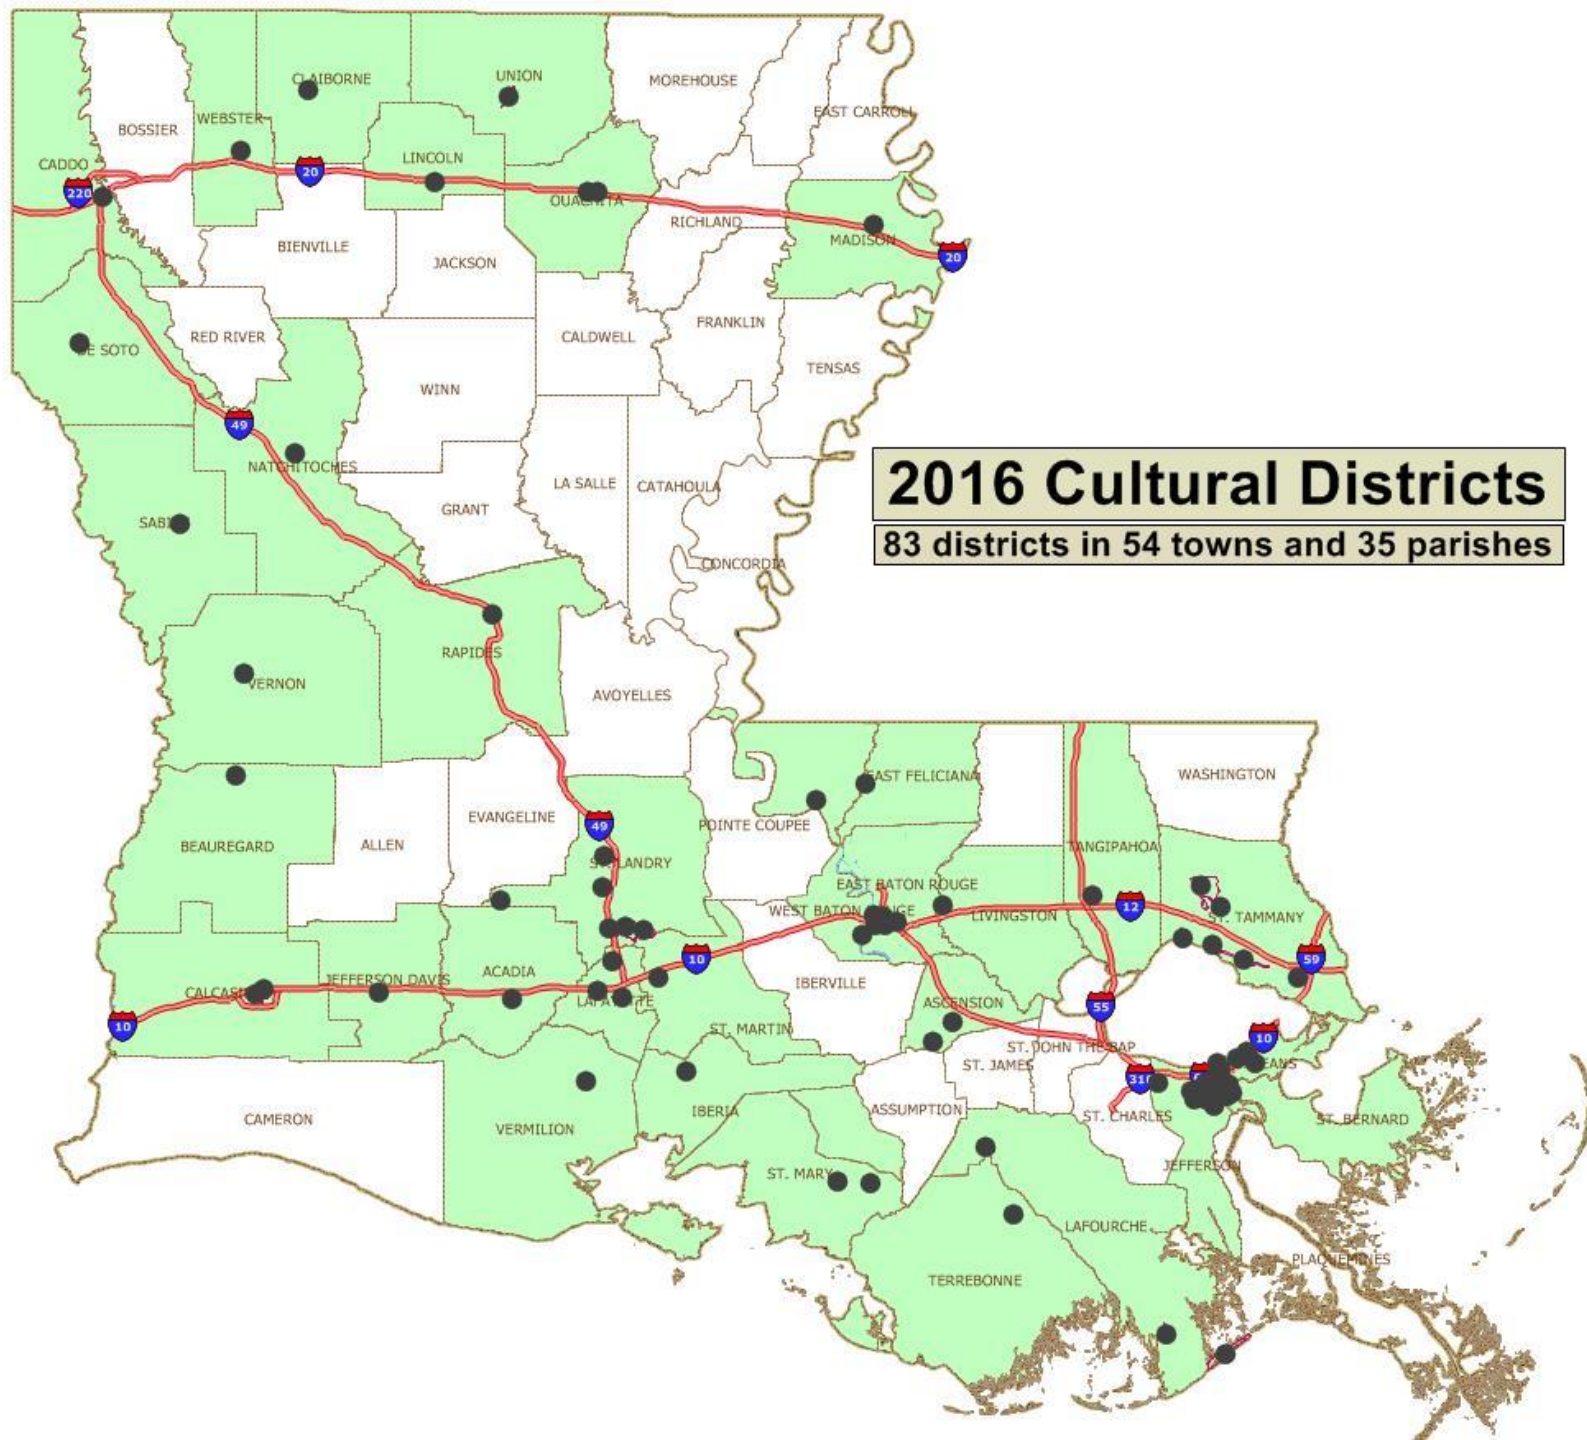 CLAIBORNE
UNION
MOREHOUSE
EAST CARROLL
BOSSIER
WEBSTER
CADDO
LINCOLN
20
220
OUACHITA
RICHLAND
MADISON
BIENVILLE
JACKSON
20
RED RIVER
CALDWELL
FRANKLIN
DE SOTO
TENSAS
WINN
49
NATCHITOCHES
LA SALLE
CATAHOULA
2016 Cultural Districts
GRANT
SABINE
83 districts in 54 towns and 35 parishes
CONCORDIA
RAPIDES
VERNON
AVOYELLES
EAST FELICIANA
WASHINGTON
EVANGELINE
49
POINTE COUPEE
BEAUREGARD
ALLEN
TANGIPAHOA
ST. LANDRY
EAST BATON ROUGE
WEST BATON ROUGE
LIVINGSTON
12
ST. TAMMANY
10
59
ACADIA
JEFFERSON DAVIS
IBERVILLE
CALCASIEU
LAFAYETTE
ASCENSION
55
10
ST. MARTIN
10
ST. JOHN THE BAP
ST. JAMES
310
EANS
CAMERON
VERMILION
IBERIA
ASSUMPTION
ST. CHARLES
ST. BERNARD
ST. MARY
JEFFERSON
LAFOURCHE
PLAQUEMINES
TERREBONNE